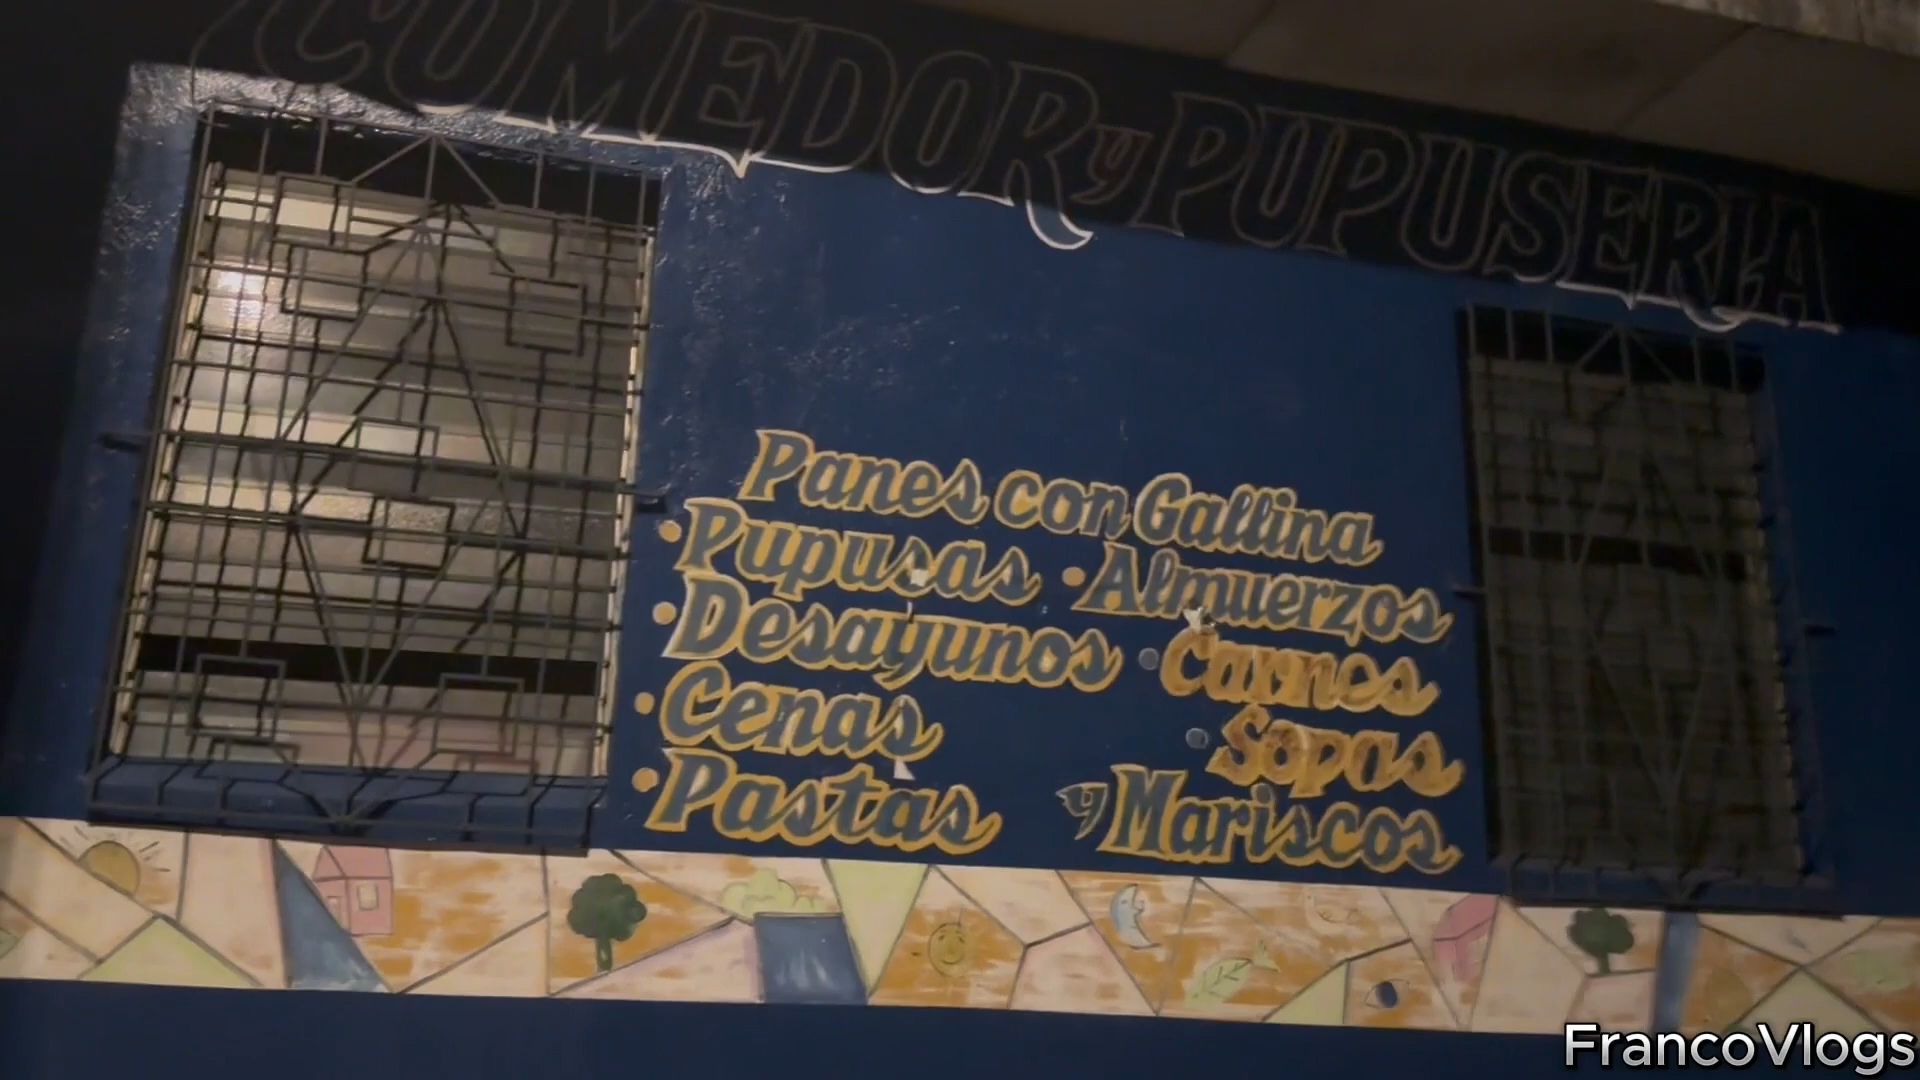 COMEDOR y PUPUSERIA
Panes con Gallina
• Pupusas • Almuerzos
• Desayunos • Carnes
• Cenas • Sopas
• Pastas y Mariscos
FrancoVlogs